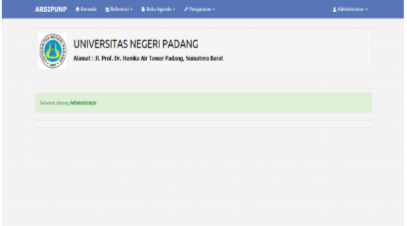 ARSIPUNP Beranda Referensi Buku Agenda Pengaturan Administrator
UNIVERSITAS NEGERI PADANG
Alamat : Jl. Prof. Dr. Hamka Air Tawar Padang, Sumatera Barat
Selamat datang Administrator